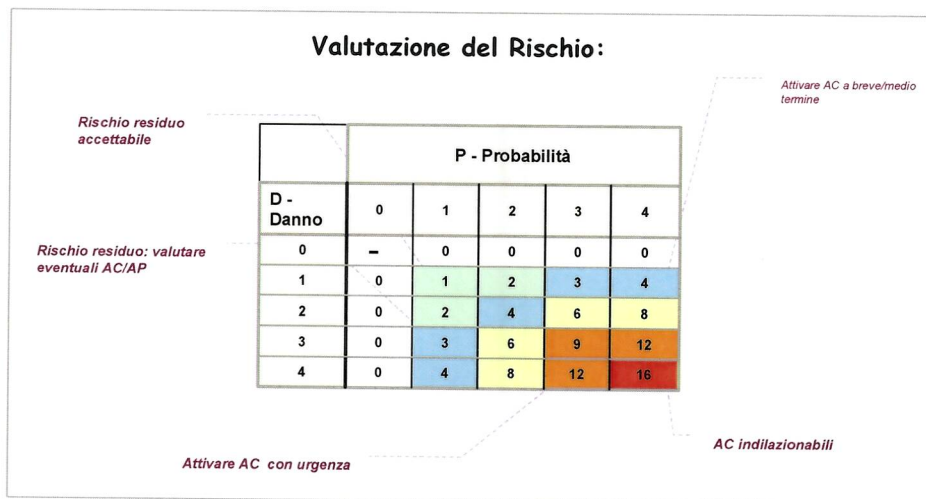 Valutazione del Rischio:
Attivare AC a breve/medio
termine
Rischio residuo
accettabile
P - Probabilità
D -
Danno
0 1 2 3 4
Rischio residuo: valutare
eventuali AC/AP
0 – 0 0 0 0
1 0 1 2 3 4
2 0 2 4 6 8
3 0 3 6 9 12
4 0 4 8 12 16
AC indilazionabili
Attivare AC con urgenza